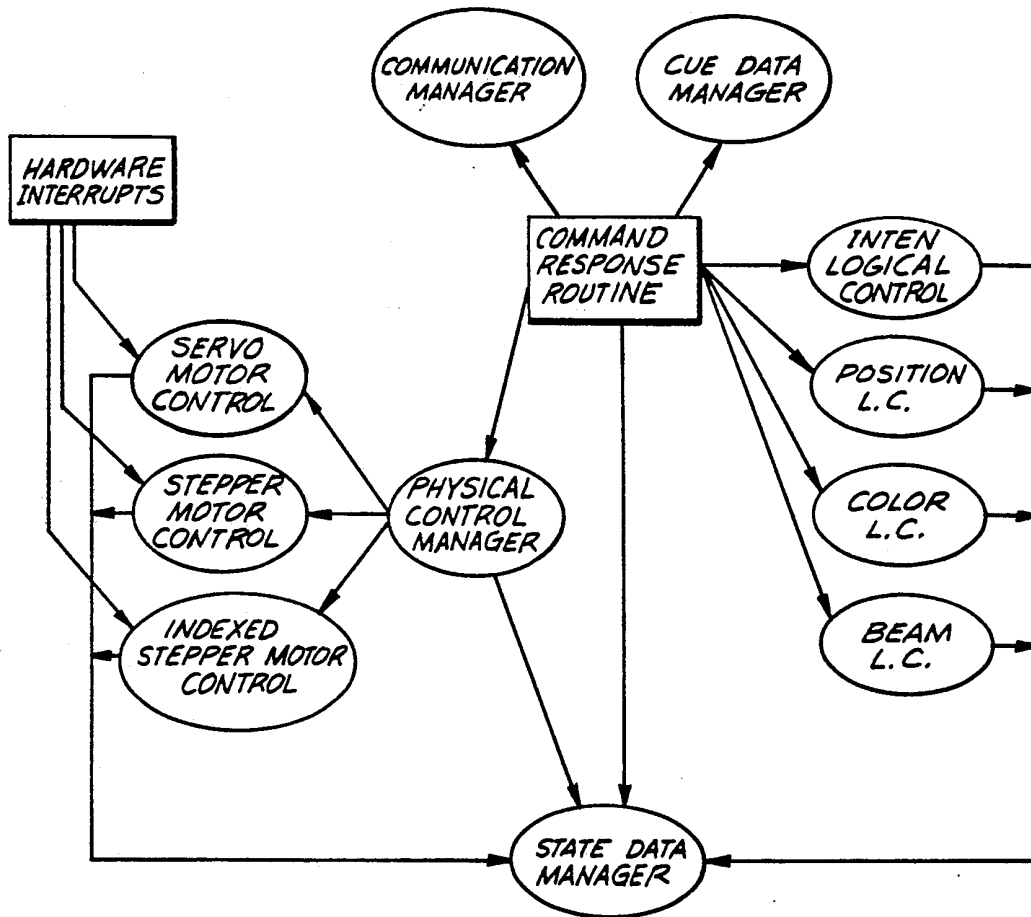 COMMUNICATION
MANAGER
CUE DATA
MANAGER
HARDWARE
INTERRUPTS
COMMAND
RESPONSE
ROUTINE
INTEN
LOGICAL
CONTROL
SERVO
MOTOR
CONTROL
POSITION
L.C.
STEPPER
MOTOR
CONTROL
PHYSICAL
CONTROL
MANAGER
COLOR
L.C.
INDEXED
STEPPER MOTOR
CONTROL
BEAM
L.C.
STATE DATA
MANAGER